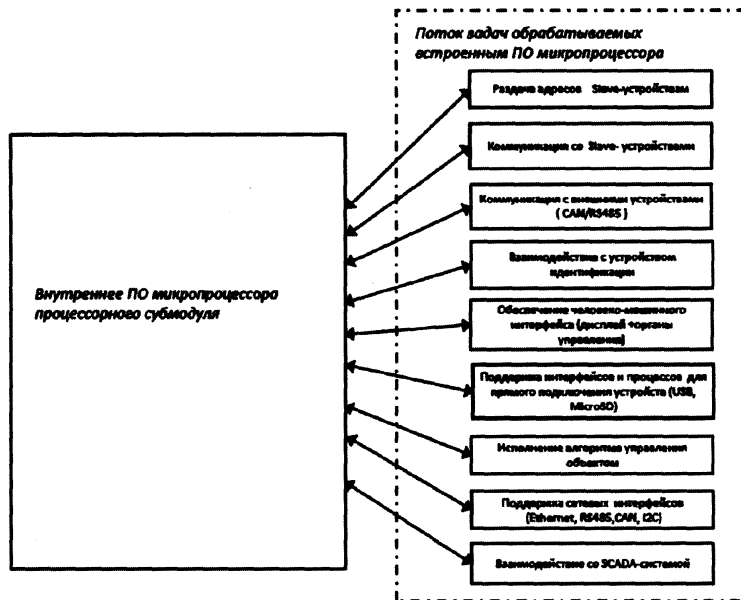 Поток задач обрабатываемых
встроенным ПО микропроцессора
Раздача адресов Slave-устройствам
Коммуникация со Slave- устройствами
Коммуникация с внешними устройствами
( CAN/RS485 )
Взаимодействие с устройством
идентификации
Обеспечение человеко-машинного
интерфейса (дисплей +органы
управления)
Поддержка интерфейсов и процессов для
прямого подключения устройств (USB,
MicroSD)
Исполнение алгоритма управления
объектом
Поддержка сетевых интерфейсов
(Ethernet, RS485,CAN, I2C)
Взаимодействие со SCADA-системой
Внутреннее ПО микропроцессора
процессорного субмодуля